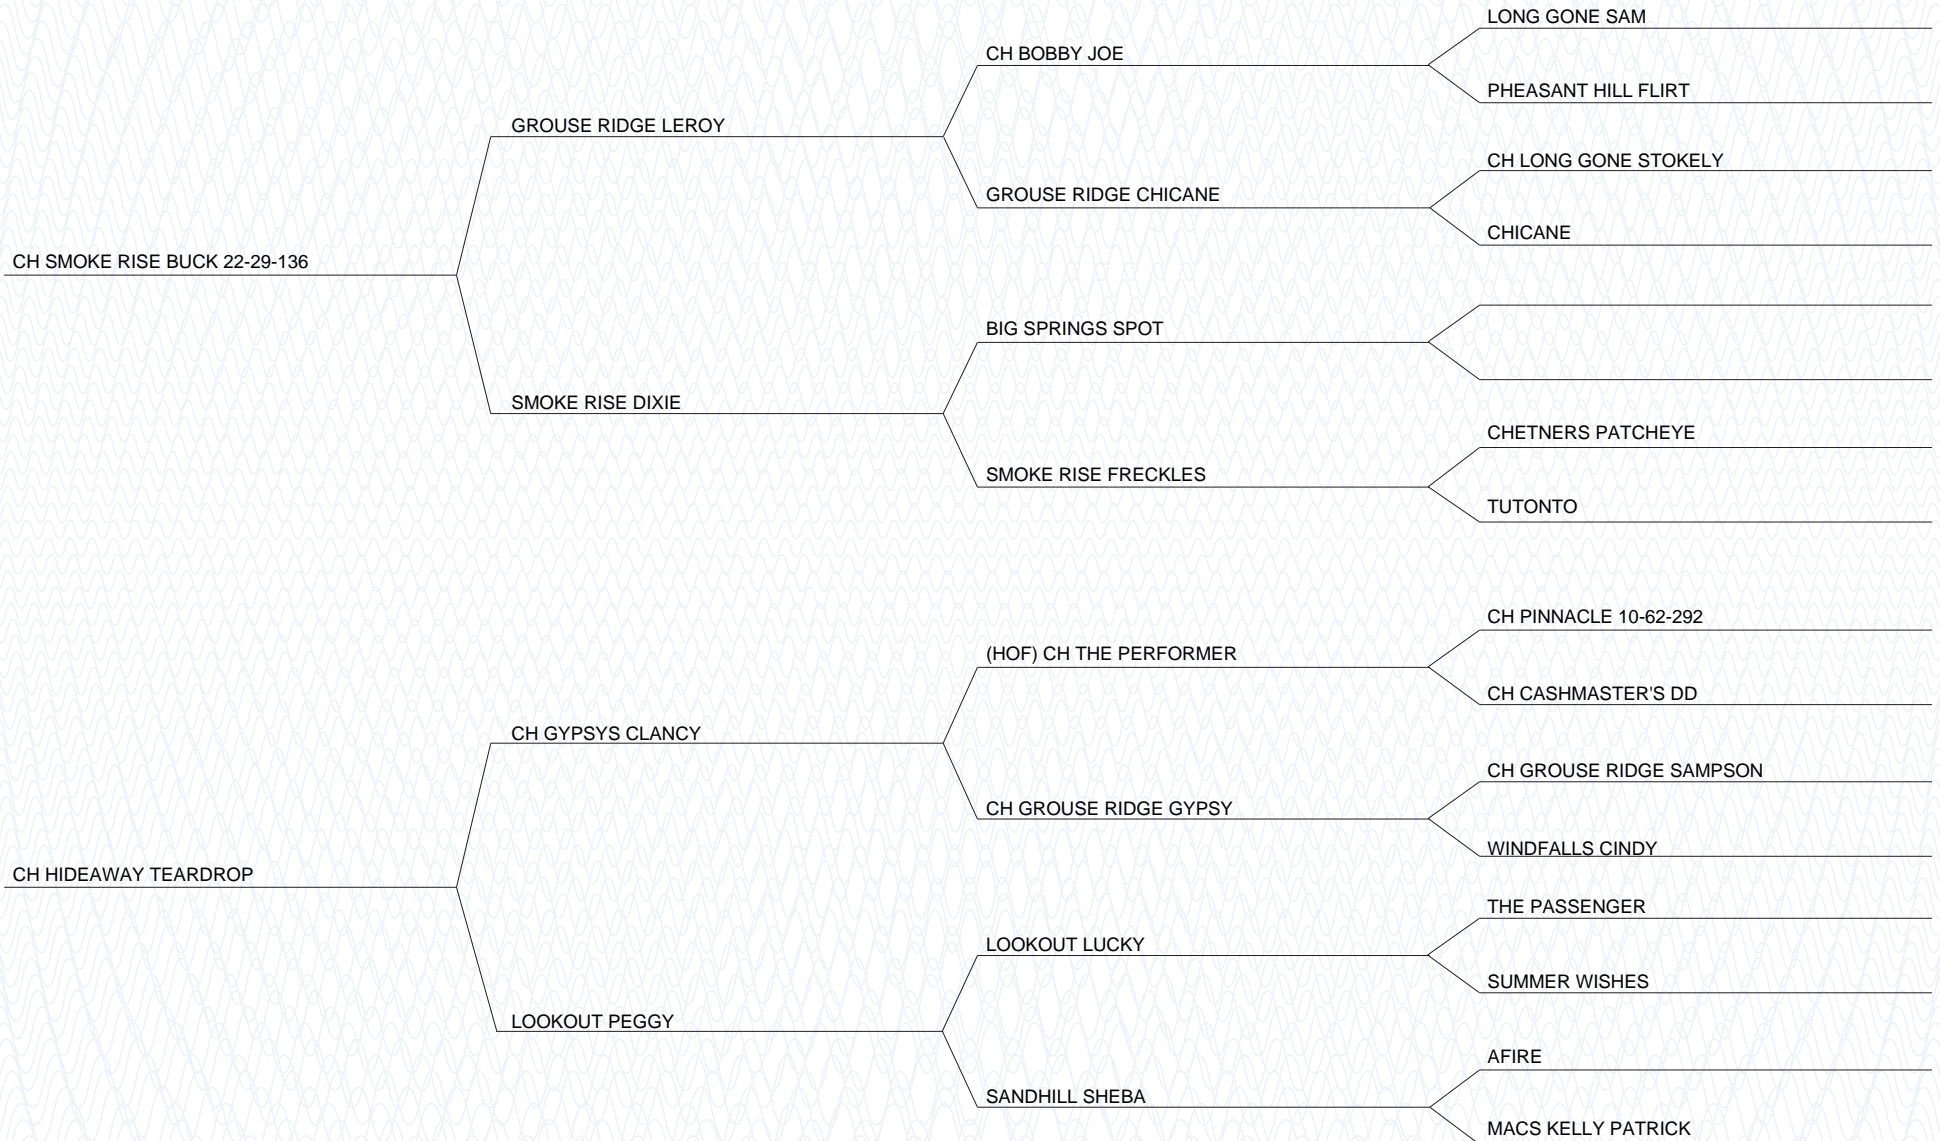 LONG GONE SAM
CH BOBBY JOE
PHEASANT HILL FLIRT
GROUSE RIDGE LEROY
CH LONG GONE STOKELY
GROUSE RIDGE CHICANE
CHICANE
CH SMOKE RISE BUCK 22-29-136
BIG SPRINGS SPOT
SMOKE RISE DIXIE
CHETNERS PATCHEYE
SMOKE RISE FRECKLES
TUTONTO
CH PINNACLE 10-62-292
(HOF) CH THE PERFORMER
CH CASHMASTER'S DD
CH GYPSYS CLANCY
CH GROUSE RIDGE SAMPSON
CH GROUSE RIDGE GYPSY
WINDFALLS CINDY
CH HIDEAWAY TEARDROP
THE PASSENGER
LOOKOUT LUCKY
SUMMER WISHES
LOOKOUT PEGGY
AFIRE
SANDHILL SHEBA
MACS KELLY PATRICK